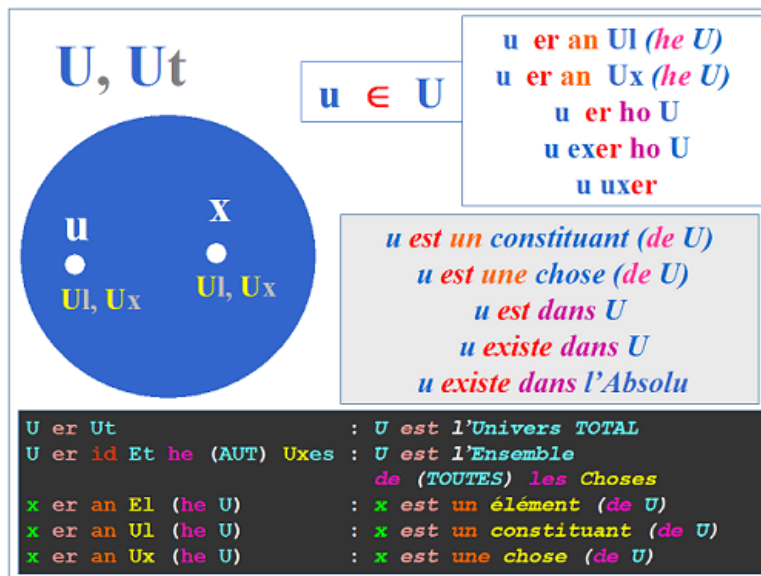 U, Ut
u
Ul, Ux
x
Ul, Ux
u ∈ U
u er an Ul (he U)
u er an Ux (he U)
u er ho U
u exer ho U
u uxer
u est un constituant (de U)
u est une chose (de U)
u est dans U
u existe dans U
u existe dans l'Absolu
U er Ut : U est l'Univers TOTAL
U er id Et he (AUT) Uxes : U est l'Ensemble
de (TOUTES) les Choses
x er an El (he U) : x est un élément (de U)
x er an Ul (he U) : x est un constituant (de U)
x er an Ux (he U) : x est une chose (de U)